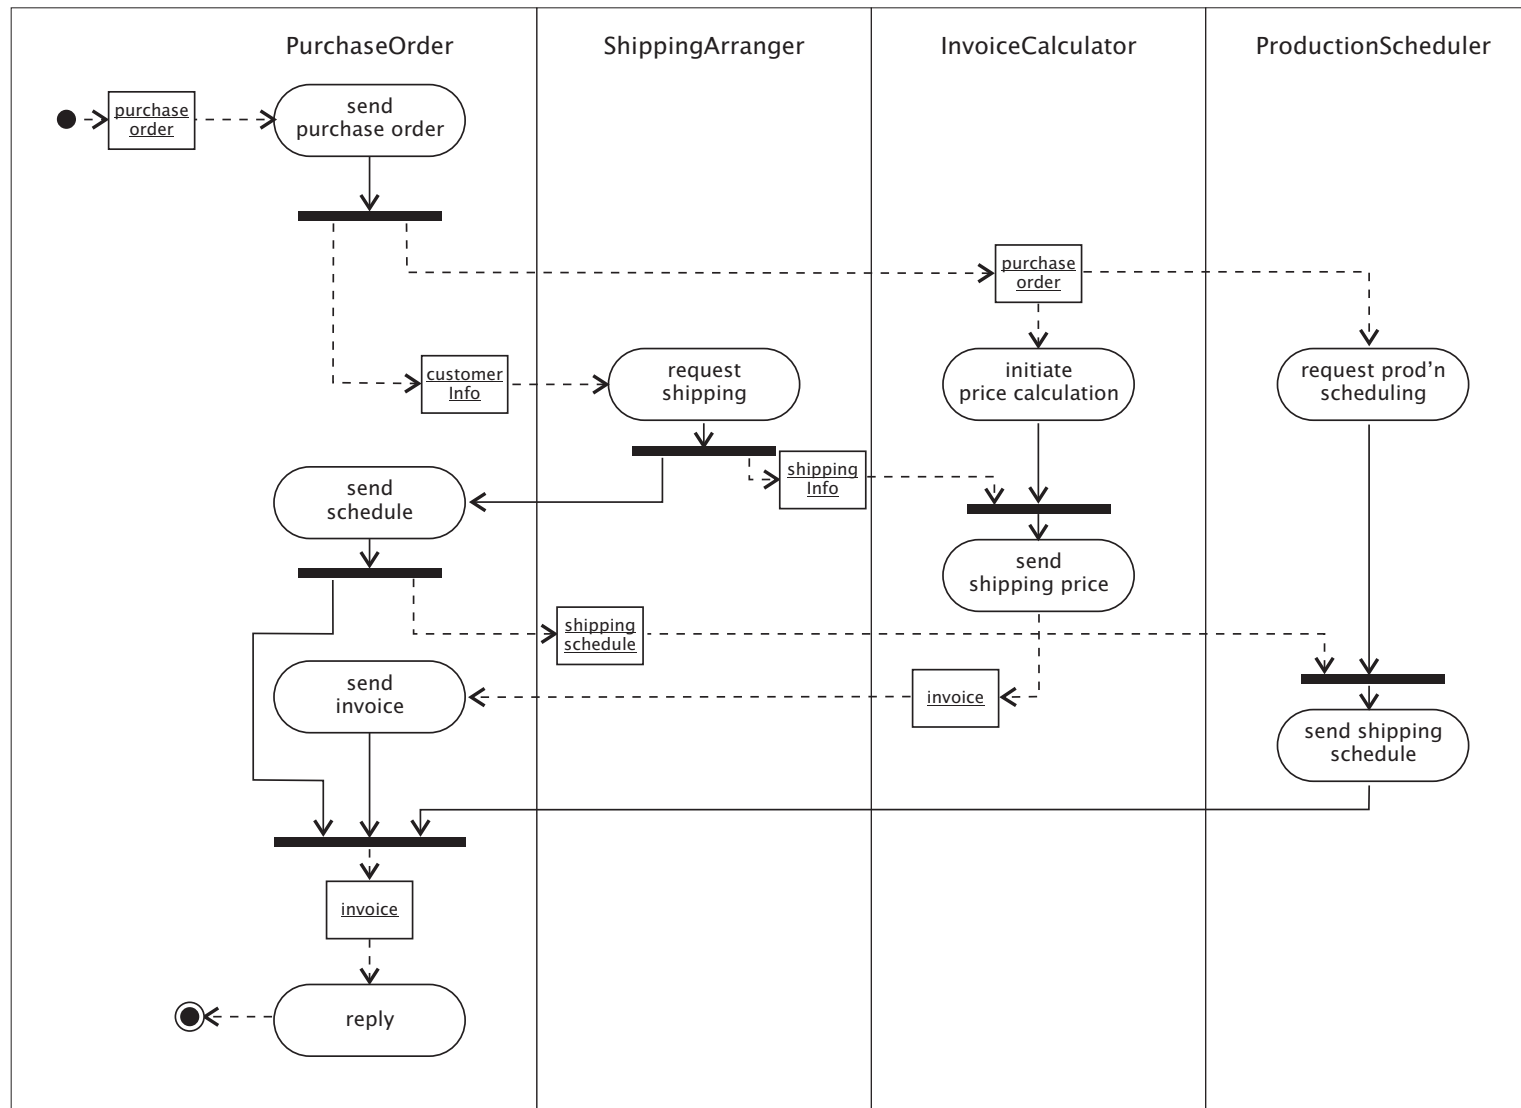 PurchaseOrder
ShippingArranger
InvoiceCalculator
ProductionScheduler
purchase
order
send
purchase order
purchase
order
customer
Info
request
shipping
initiate
price calculation
request prod’n
scheduling
send
schedule
shipping
Info
send
shipping price
shipping
schedule
send
invoice
invoice
send shipping
schedule
invoice
reply